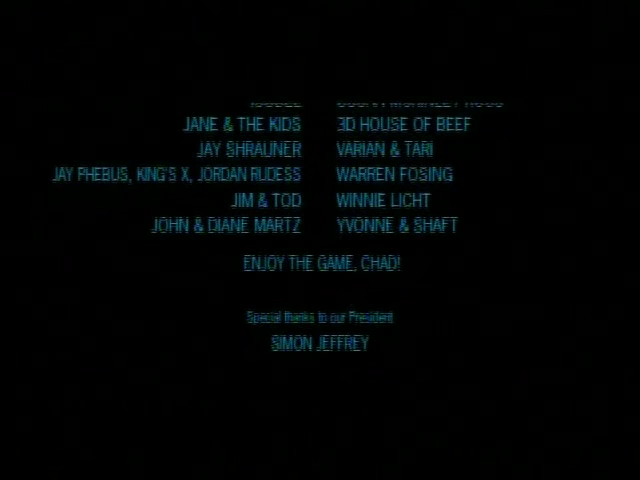 JANE & THE KIDS 3D HOUSE OF BEEF
JAY SHRAUNER VARIAN & TARI
JAY PHEBUS, KING'S X, JORDAN RUDESS WARREN FOSING
JIM & TOD WINNIE LICHT
JOHN & DIANE MARTZ YVONNE & SHAFT
ENJOY THE GAME, CHAD!
Special thanks to our President
SIMON JEFFREY